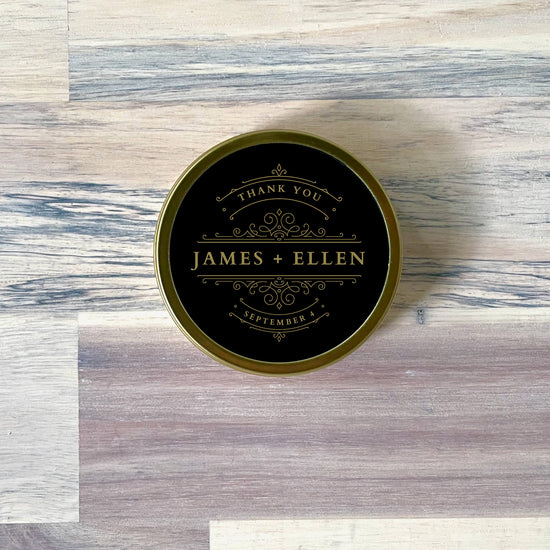 THANK YOU
JAMES + ELLEN
SEPTEMBER 4